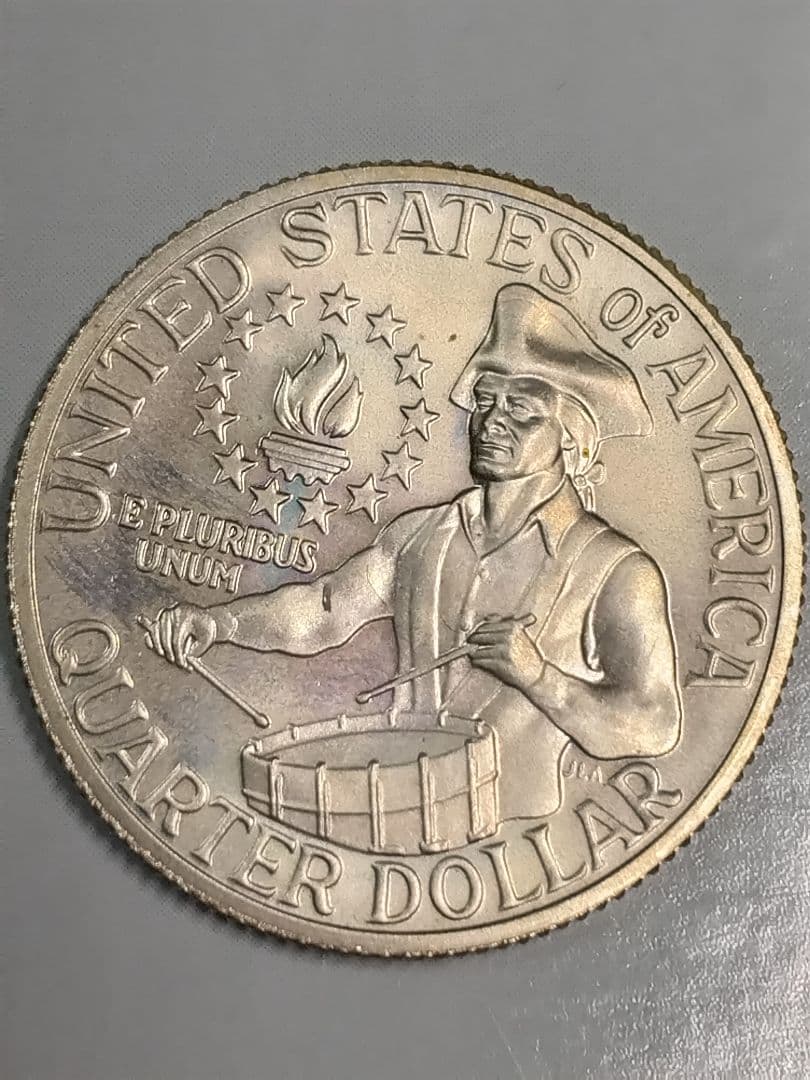 UNITED STATES of AMERICA
E PLURIBUS
UNUM
JLA
QUARTER DOLLAR